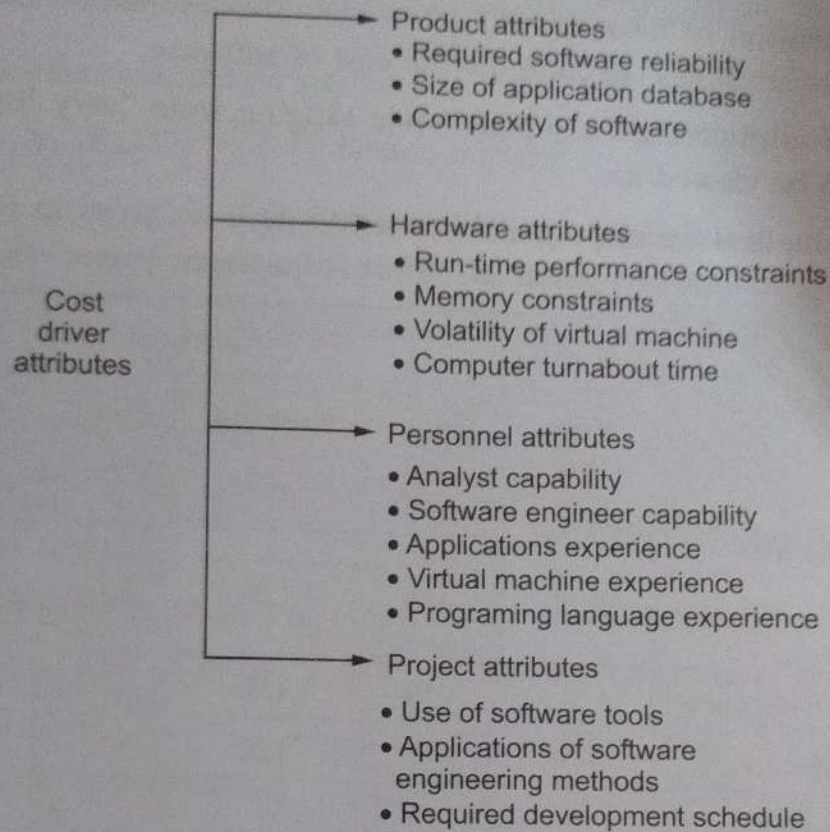 Product attributes
• Required software reliability
• Size of application database
• Complexity of software
Hardware attributes
• Run-time performance constraints
• Memory constraints
• Volatility of virtual machine
• Computer turnabout time
Cost
driver
attributes
Personnel attributes
• Analyst capability
• Software engineer capability
• Applications experience
• Virtual machine experience
• Programing language experience
Project attributes
• Use of software tools
• Applications of software
engineering methods
• Required development schedule